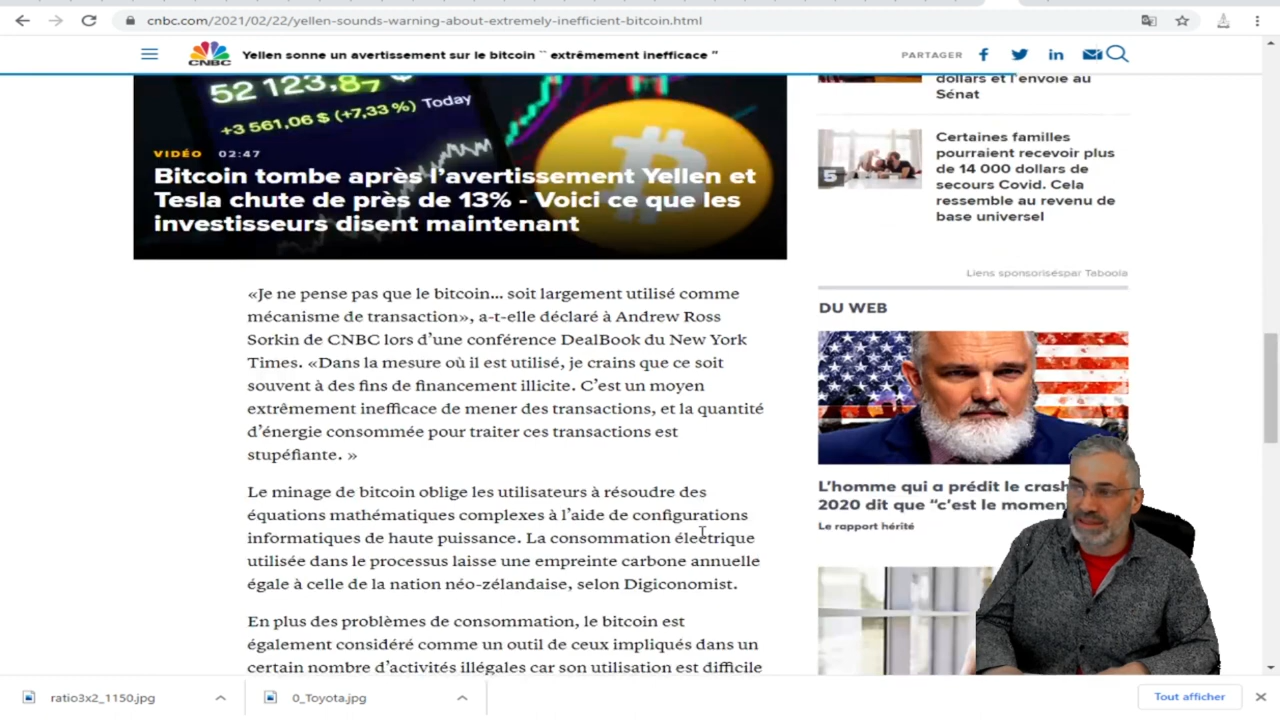 cnbc.com/2021/02/22/yellen-sounds-warning-about-extremely-inefficient-bitcoin.html
CNBC
Yellen sonne un avertissement sur le bitcoin `` extrêmement inefficace ''
PARTAGER
52 123,87 $
+3 561,06 $ (+7,33 %) Today
VIDÉO 02:47
Bitcoin tombe après l'avertissement Yellen et
Tesla chute de près de 13% - Voici ce que les
investisseurs disent maintenant
«Je ne pense pas que le bitcoin... soit largement utilisé comme
mécanisme de transaction», a-t-elle déclaré à Andrew Ross
Sorkin de CNBC lors d'une conférence DealBook du New York
Times. «Dans la mesure où il est utilisé, je crains que ce soit
souvent à des fins de financement illicite. C'est un moyen
extrêmement inefficace de mener des transactions, et la quantité
d'énergie consommée pour traiter ces transactions est
stupéfiante. »
Le minage de bitcoin oblige les utilisateurs à résoudre des
équations mathématiques complexes à l'aide de configurations
informatiques de haute puissance. La consommation électrique
utilisée dans le processus laisse une empreinte carbone annuelle
égale à celle de la nation néo-zélandaise, selon Digiconomist.
En plus des problèmes de consommation, le bitcoin est
également considéré comme un outil de ceux impliqués dans un
certain nombre d'activités illégales car son utilisation est difficile
dollars et l'envoie au
Sénat
5
Certaines familles
pourraient recevoir plus
de 14 000 dollars de
secours Covid. Cela
ressemble au revenu de
base universel
Liens sponsoriséspar Taboola
DU WEB
L'homme qui a prédit le crash
2020 dit que "c'est le momen
Le rapport hérité
ratio3x2_1150.jpg
0_Toyota.jpg
Tout afficher